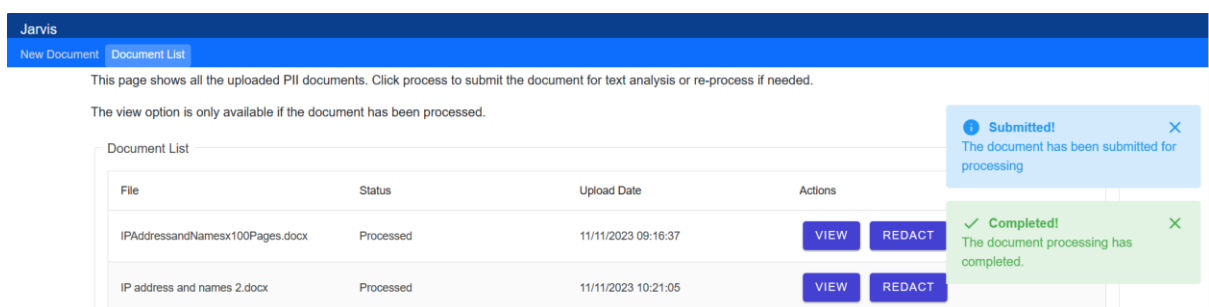 Jarvis
New Document Document List
This page shows all the uploaded PII documents. Click process to submit the document for text analysis or re-process if needed.
The view option is only available if the document has been processed.
Submitted!
The document has been submitted for
processing
Document List
File Status Upload Date Actions
IPAddressandNamesx100Pages.docx Processed 11/11/2023 09:16:37 VIEW REDACT
Completed!
The document processing has
completed.
IP address and names 2.docx Processed 11/11/2023 10:21:05 VIEW REDACT